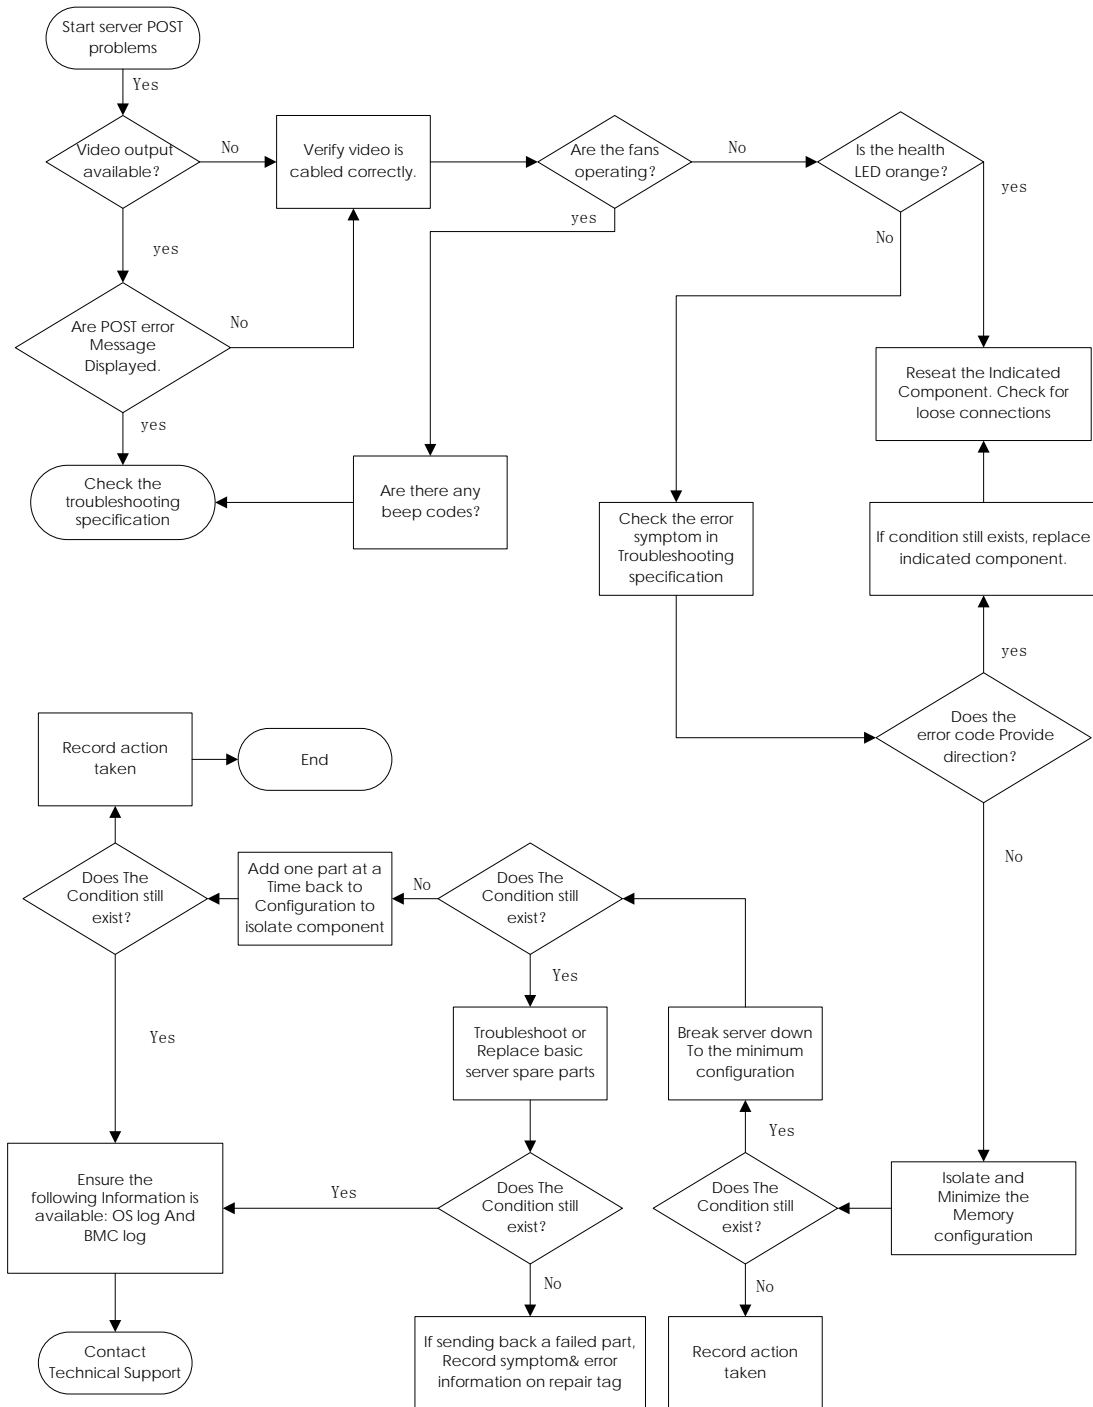 Start server POST
problems
Yes
Video output
available?
No
Verify video is
cabled correctly.
Are the fans
operating?
No
Is the health
LED orange?
yes
yes
No
yes
Are POST error
Message
Displayed.
No
yes
Reseat the Indicated
Component. Check for
loose connections
Check the
troubleshooting
specification
Are there any
beep codes?
Check the error
symptom in
Troubleshooting
specification
If condition still exists, replace
indicated component.
yes
Does the
error code Provide
direction?
Record action
taken
End
No
Does The
Condition still
exist?
Add one part at a
Time back to
Configuration to
isolate component
No
Does The
Condition still
exist?
Yes
Yes
Troubleshoot or
Replace basic
server spare parts
Break server down
To the minimum
configuration
Yes
Ensure the
following Information is
available: OS log And
BMC log
Yes
Does The
Condition still
exist?
Does The
Condition still
exist?
Isolate and
Minimize the
Memory
configuration
No
No
Contact
Technical Support
If sending back a failed part,
Record symptom& error
information on repair tag
Record action
taken